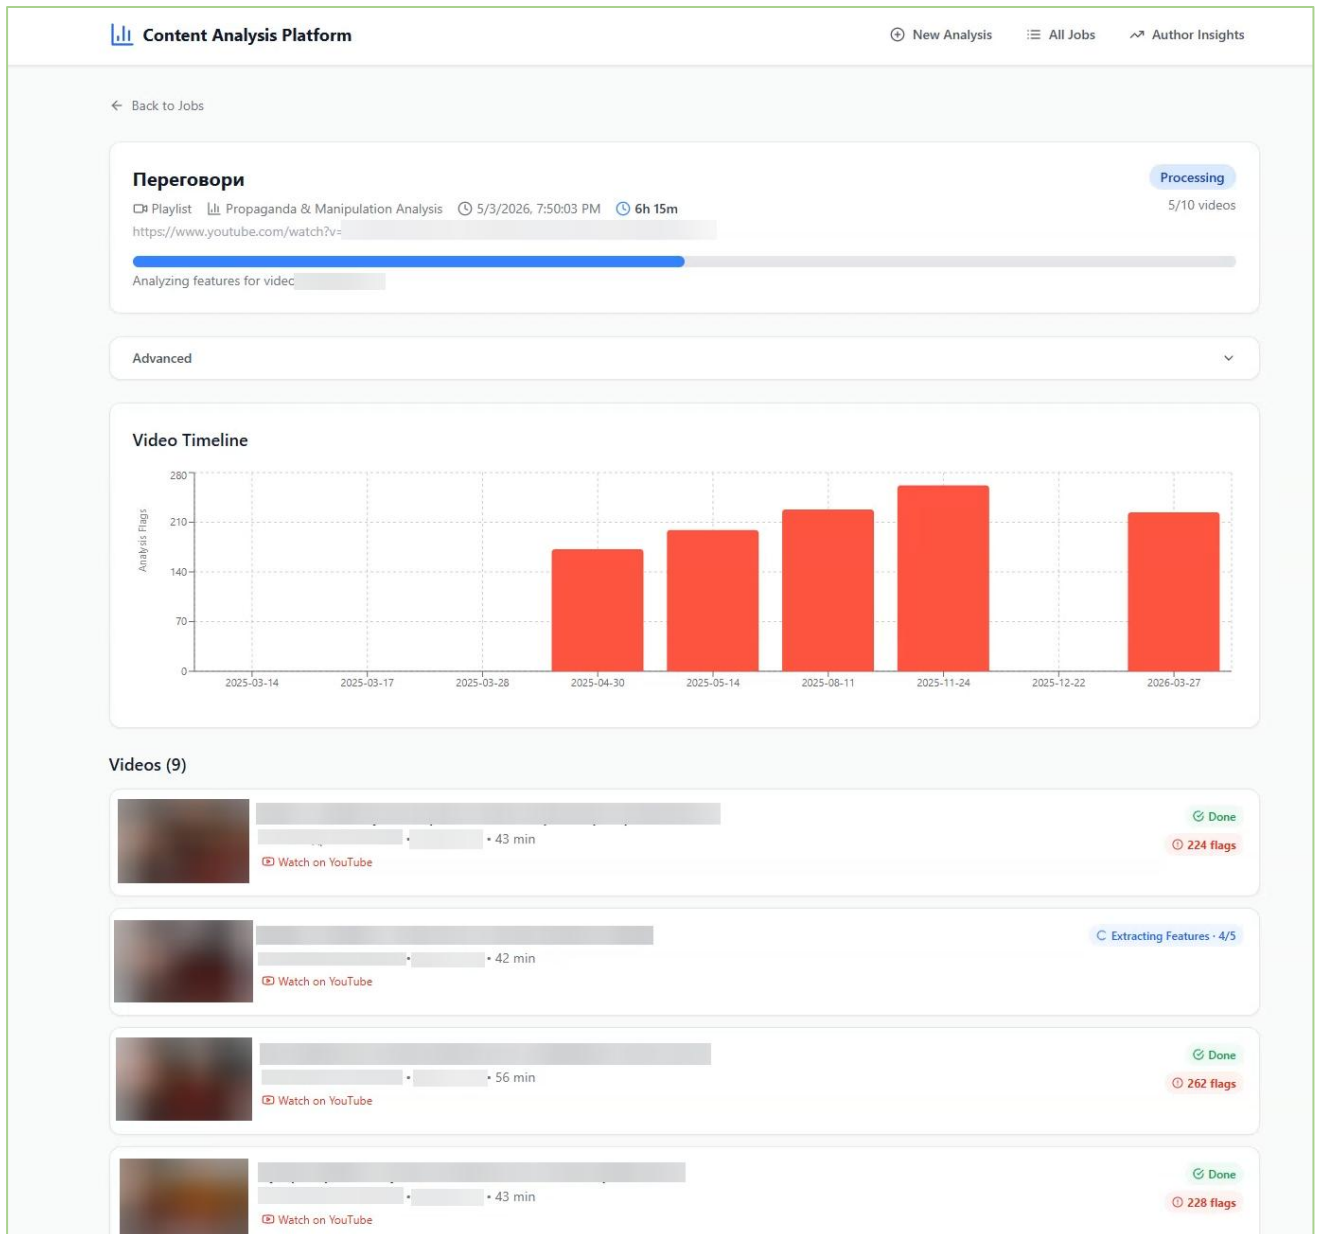 Content Analysis Platform
New Analysis
All Jobs
Author Insights
Back to Jobs
Переговори
Processing
Playlist Propaganda & Manipulation Analysis 5/3/2026, 7:50:03 PM 6h 15m
5/10 videos
https://www.youtube.com/watch?v=
Analyzing features for videc
Advanced
Video Timeline
Analysis Flags
280
210
140
70
0
2025-03-14 2025-03-17 2025-03-28 2025-04-30 2025-05-14 2025-08-11 2025-11-24 2025-12-22 2026-03-27
Videos (9)
Done
• • 43 min
224 flags
Watch on YouTube
Extracting Features · 4/5
• • 42 min
Watch on YouTube
Done
• • 56 min
262 flags
Watch on YouTube
Done
• • 43 min
228 flags
Watch on YouTube